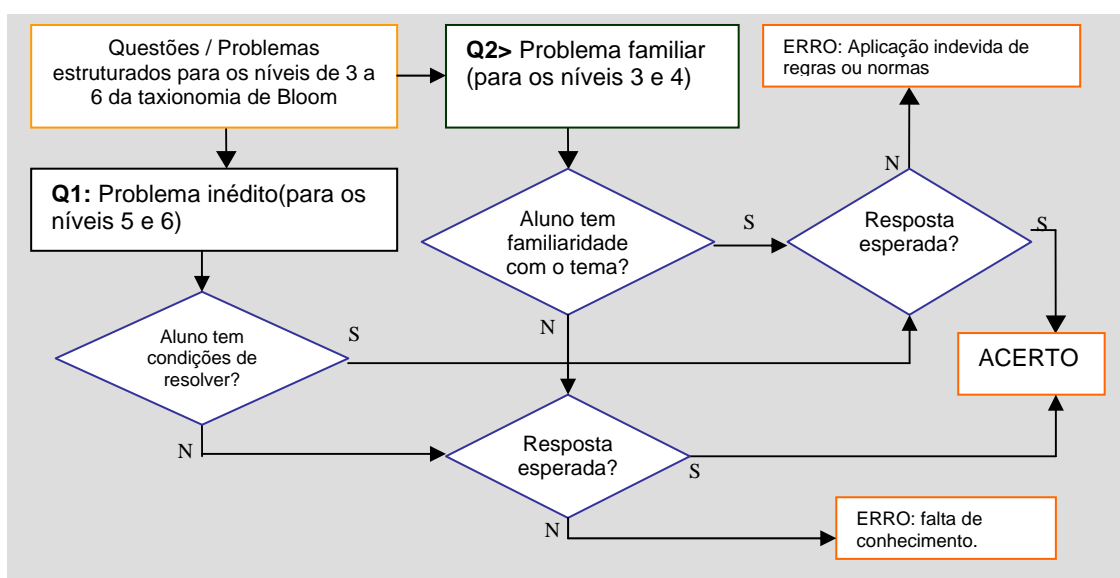 Questões / Problemas
estruturados para os níveis de 3 a
6 da taxionomia de Bloom
Q2> Problema familiar
(para os níveis 3 e 4)
ERRO: Aplicação indevida de
regras ou normas
Q1: Problema inédito(para os
níveis 5 e 6)
Aluno tem
familiaridade
com o tema?
S
N
Resposta
esperada?
N
S
Aluno tem
condições de
resolver?
S
N
ACERTO
Resposta
esperada?
S
N
ERRO: falta de
conhecimento.